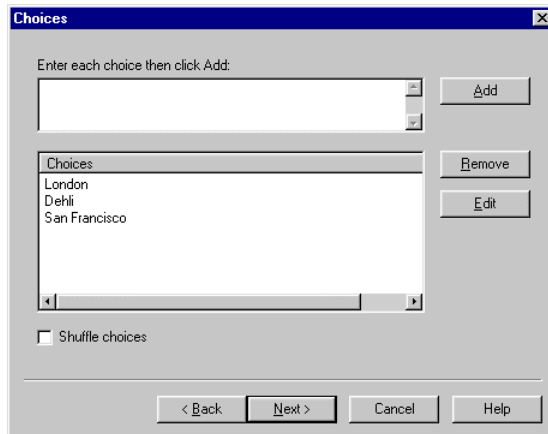 Choices
Enter each choice then click Add:
Add
Choices
Remove
London
Dehli
San Francisco
Edit
Shuffle choices
< Back
Next >
Cancel
Help